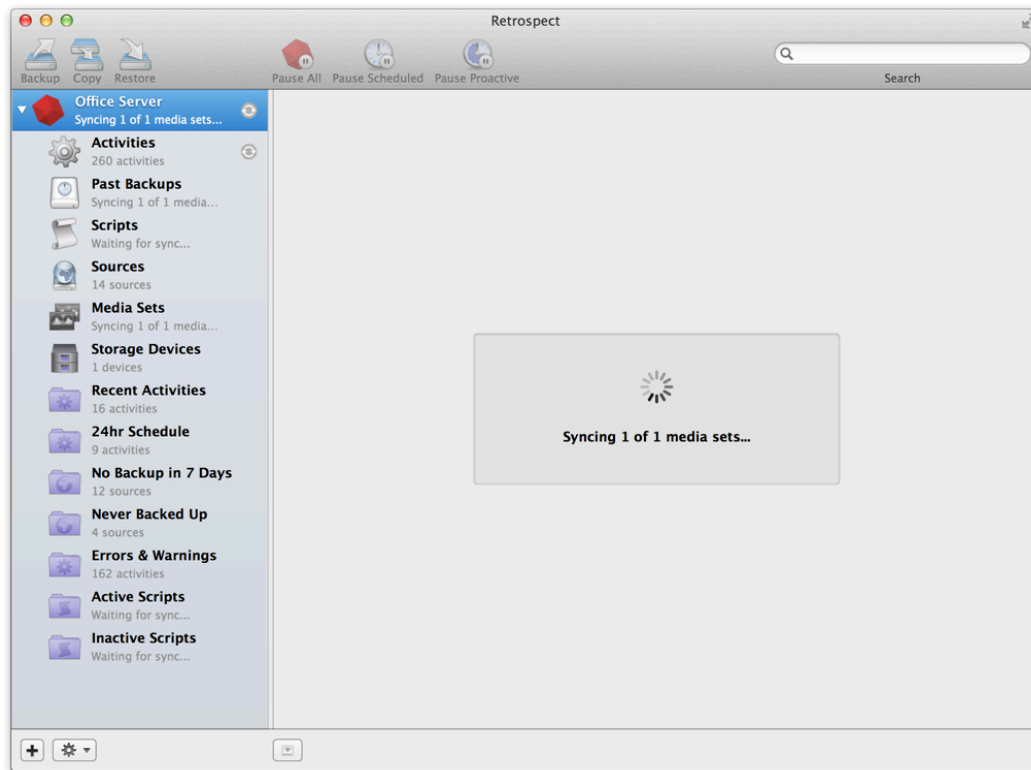 Retrospect
Backup Copy Restore
Pause All Pause Scheduled Pause Proactive
Search
Office Server
Syncing 1 of 1 media sets...
Activities
260 activities
Past Backups
Syncing 1 of 1 media...
Scripts
Waiting for sync...
Sources
14 sources
Media Sets
Syncing 1 of 1 media...
Storage Devices
1 devices
Recent Activities
16 activities
24hr Schedule
9 activities
No Backup in 7 Days
12 sources
Never Backed Up
4 sources
Errors & Warnings
162 activities
Active Scripts
Waiting for sync...
Inactive Scripts
Waiting for sync...
Syncing 1 of 1 media sets...